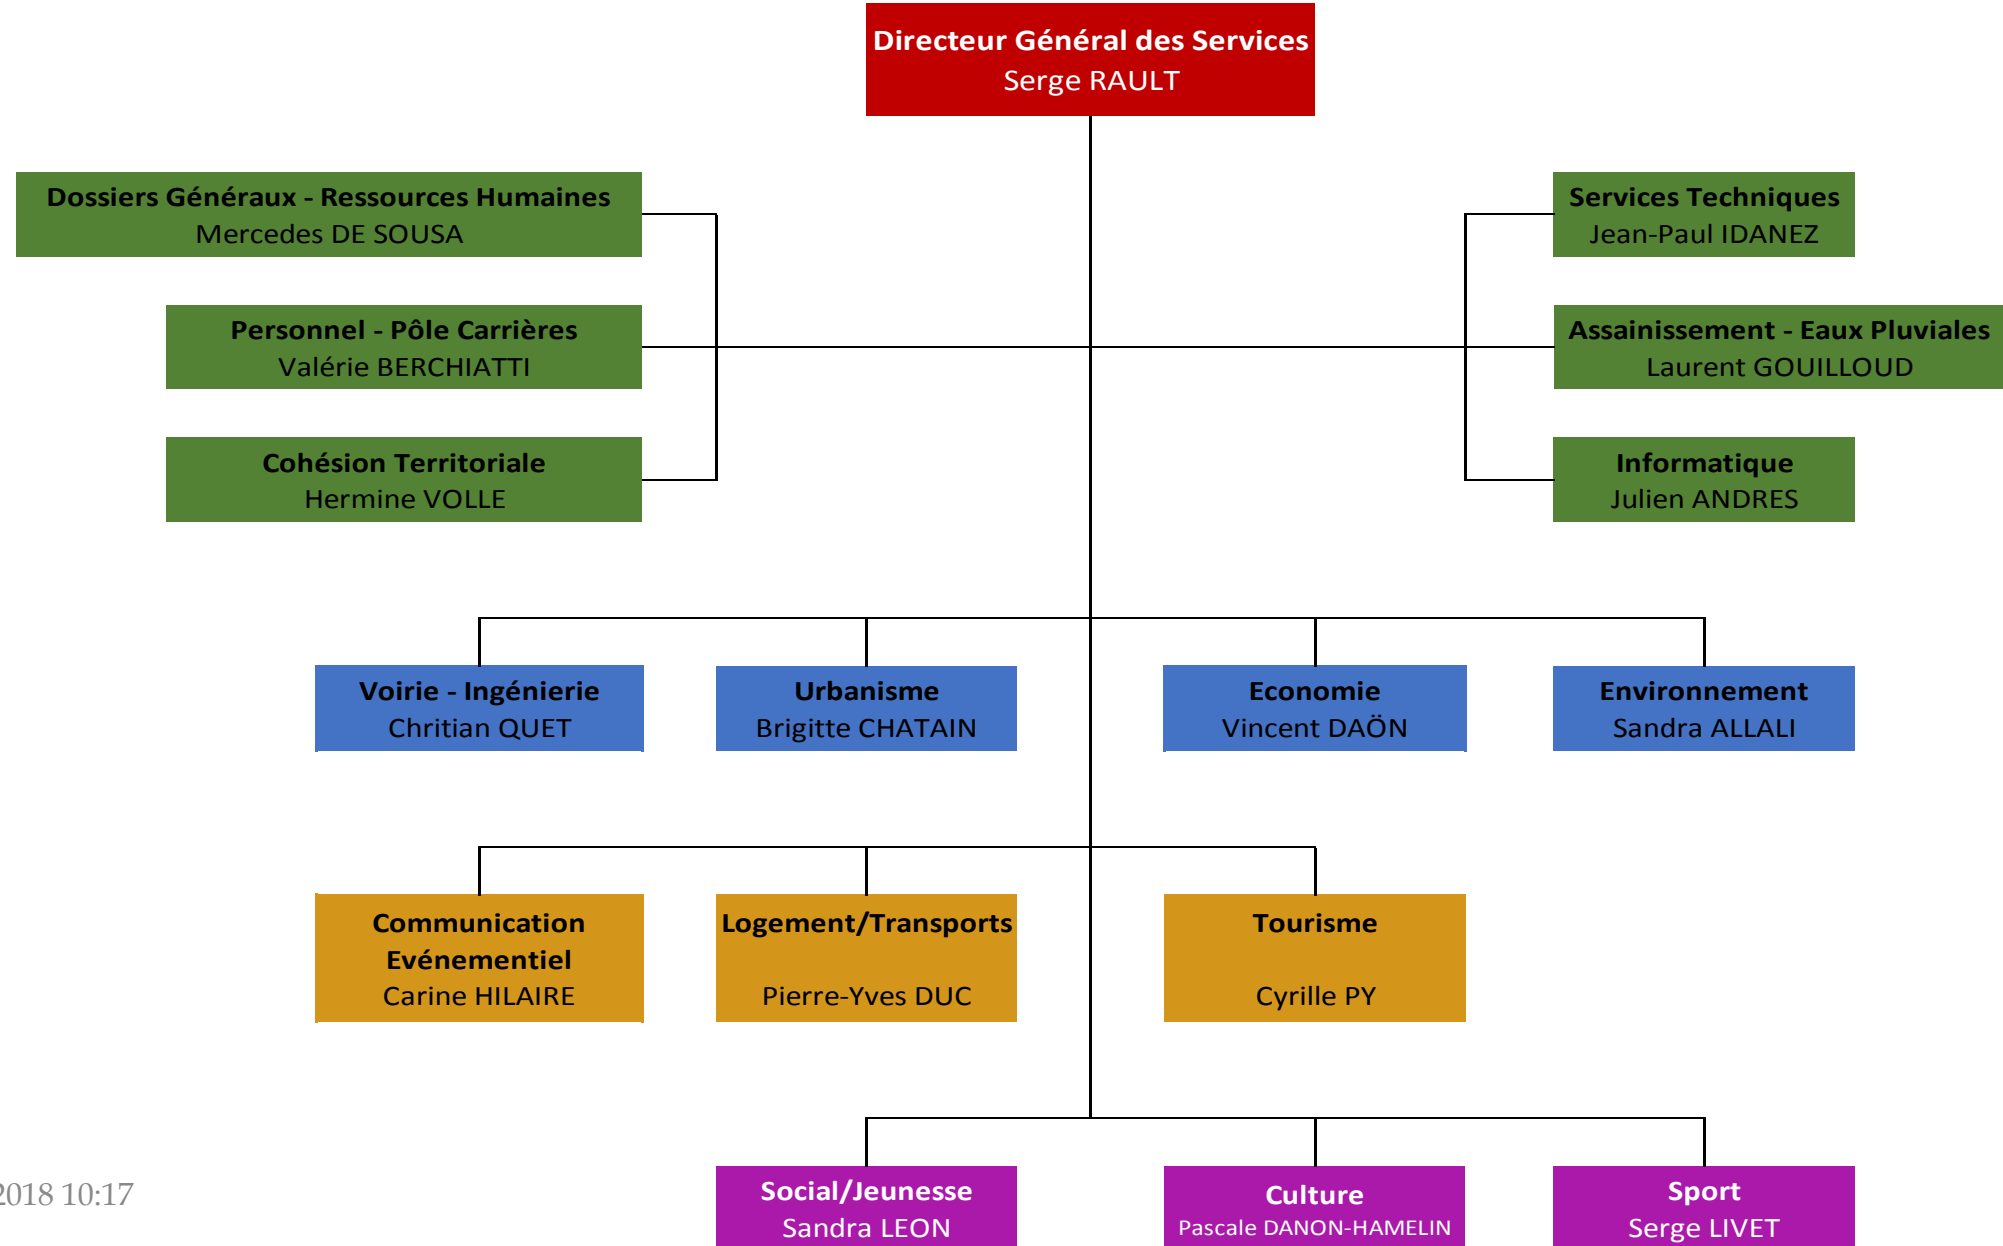 Directeur Général des Services
Serge RAULT
Dossiers Généraux - Ressources Humaines
Mercedes DE SOUSA
Services Techniques
Jean-Paul IDANEZ
Personnel - Pôle Carrières
Valérie BERCHIATTI
Assainissement - Eaux Pluviales
Laurent GOUILLOUD
Cohésion Territoriale
Hermine VOLLE
Informatique
Julien ANDRES
Voirie - Ingénierie
Chritian QUET
Urbanisme
Brigitte CHATAIN
Economie
Vincent DAÖN
Environnement
Sandra ALLALI
Communication
Evénementiel
Carine HILAIRE
Logement/Transports
Pierre-Yves DUC
Tourisme
Cyrille PY
Social/Jeunesse
Sandra LEON
Culture
Pascale DANON-HAMELIN
Sport
Serge LIVET
2018 10:17